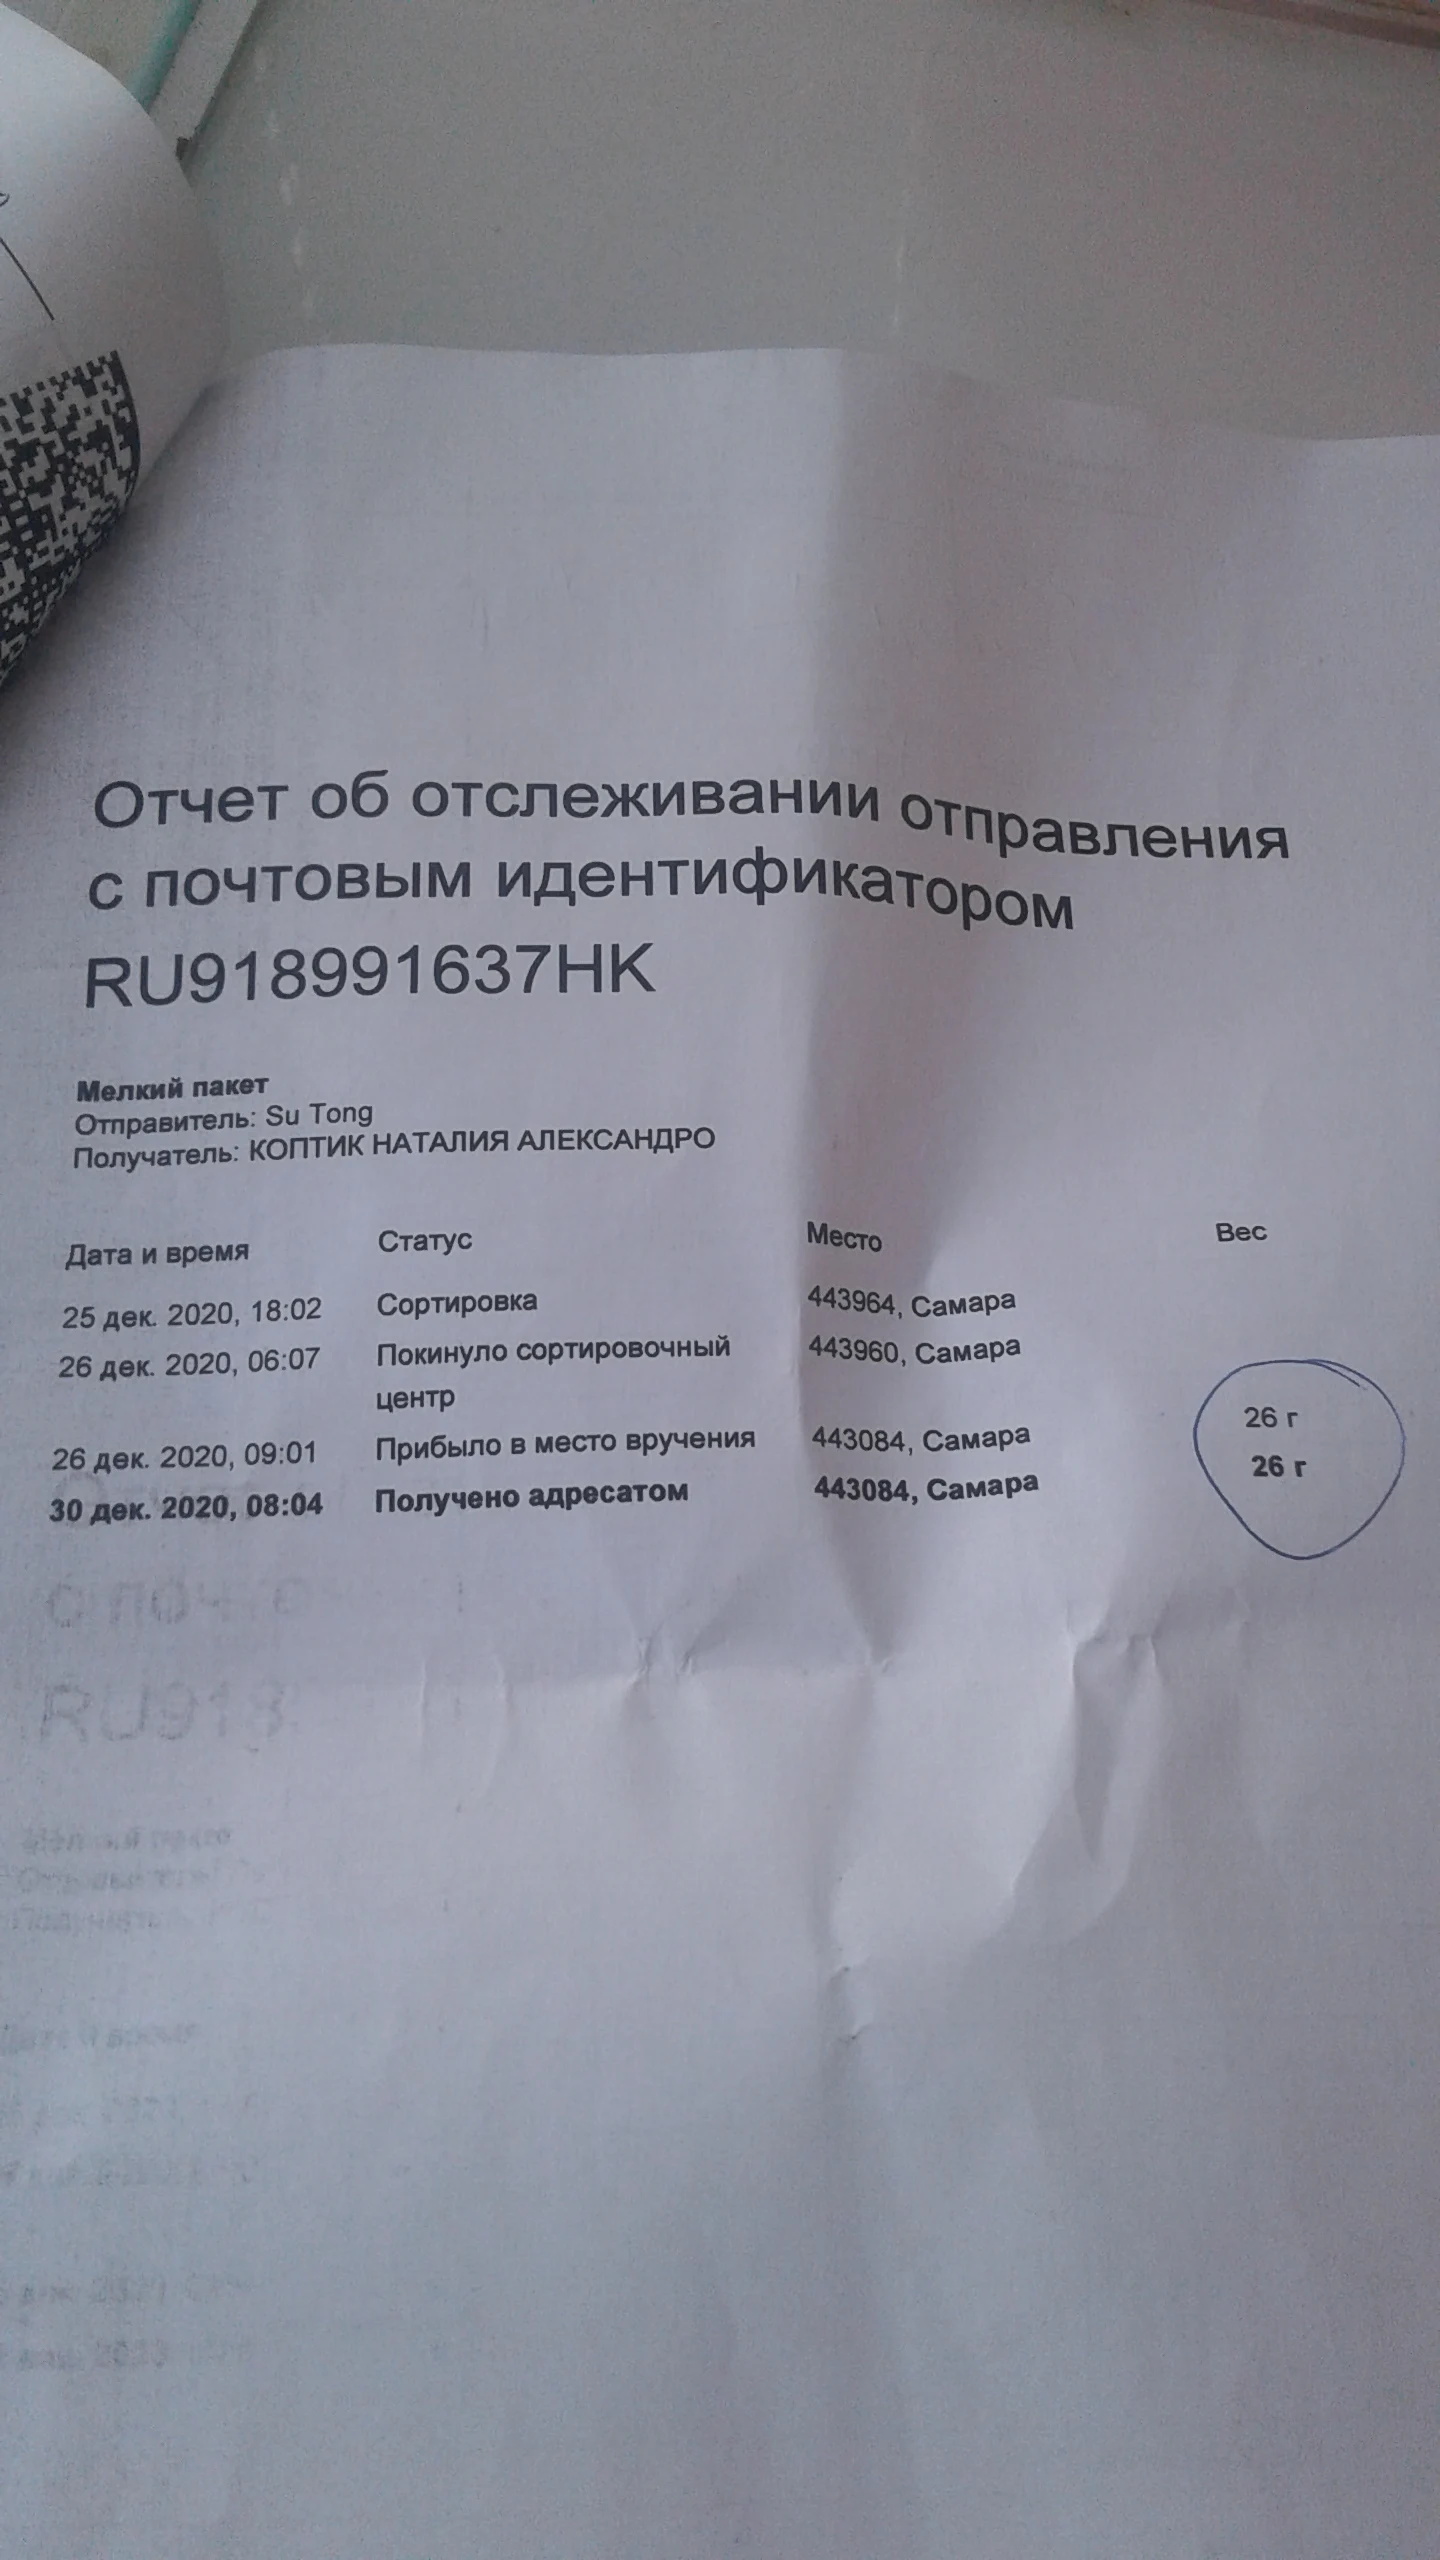 Отчет об отслеживании отправления
с почтовым идентификатором
RU918991637HK
Мелкий пакет
Отправитель: Su Tong
Получатель: КОПТИК НАТАЛИЯ АЛЕКСАНДРО
Дата и время Статус Место Вес
25 дек. 2020, 18:02 Сортировка 443964, Самара
26 дек. 2020, 06:07 Покинуло сортировочный 443960, Самара
центр
26 дек. 2020, 09:01 Прибыло в место вручения 443084, Самара 26 г
30 дек. 2020, 08:04 Получено адресатом 443084, Самара 26 г
RU918